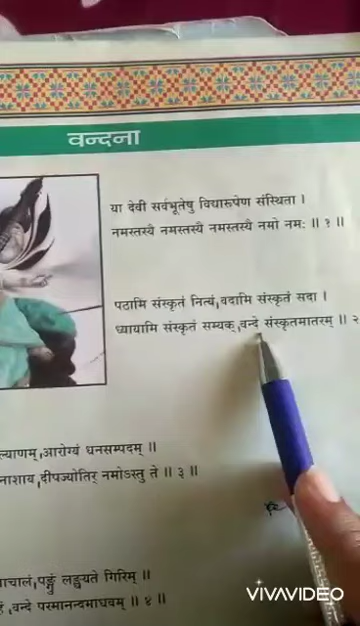 वन्दना
या देवी सर्वभूतेषु विद्यारूपेण संस्थिता ।
नमस्तस्यै नमस्तस्यै नमस्तस्यै नमो नमः ॥ १ ॥
पठामि संस्कृतं नित्यं, वदामि संस्कृतं सदा ।
ध्यायामि संस्कृतं सम्यक्, वन्दे संस्कृतमातरम् ॥ २
ल्याणम्, आरोग्यं धनसम्पदम् ॥
नाशाय, दीपज्योतिर् नमोऽस्तु ते ॥ ३ ॥
ाचालं, पङ्गुं लङ्घयते गिरिम् ॥
वन्दे परमानन्दमाधवम् ॥ ४ ॥
VIVAVIDEO